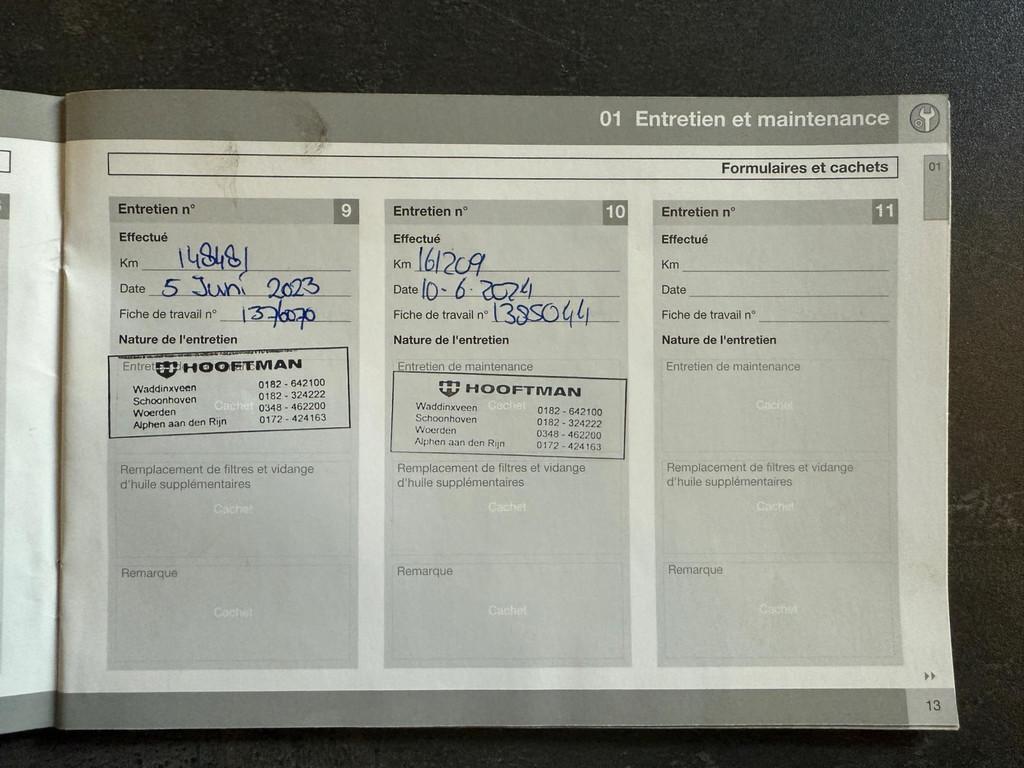 01 Entretien et maintenance
Formulaires et cachets
01
Entretien n° 9
Effectué
Km 148481
Date 5 Juni 2023
Fiche de travail n° 1376070
Nature de l'entretien
HOOFTMAN
Waddinxveen 0182 - 642100
Schoonhoven 0182 - 324222
Woerden 0348 - 462200
Alphen aan den Rijn 0172 - 424163
Cachet
Remplacement de filtres et vidange
d'huile supplémentaires
Cachet
Remarque
Cachet
Entretien n° 10
Effectué
Km 161209
Date 10-6-2024
Fiche de travail n° 1385044
Nature de l'entretien
Entretien de maintenance
HOOFTMAN
Cachet
Waddinxveen 0182 - 642100
Schoonhoven 0182 - 324222
Woerden 0348 - 462200
Alphen aan den Rijn 0172 - 424163
Remplacement de filtres et vidange
d'huile supplémentaires
Cachet
Remarque
Cachet
Entretien n° 11
Effectué
Km
Date
Fiche de travail n°
Nature de l'entretien
Entretien de maintenance
Cachet
Remplacement de filtres et vidange
d'huile supplémentaires
Cachet
Remarque
Cachet
13